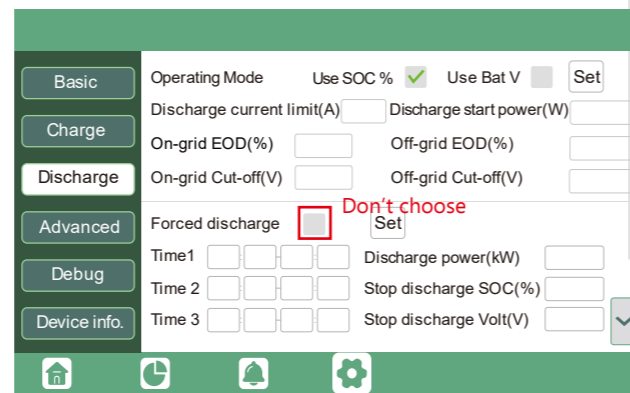 Basic
Charge
Discharge
Advanced
Debug
Device info.
Operating Mode Use SOC % Use Bat V Set
Discharge current limit(A) Discharge start power(W)
On-grid EOD(%) Off-grid EOD(%)
On-grid Cut-off(V) Off-grid Cut-off(V)
Don't choose
Forced discharge Set
Time1 Discharge power(kW)
Time 2 Stop discharge SOC(%)
Time 3 Stop discharge Volt(V)